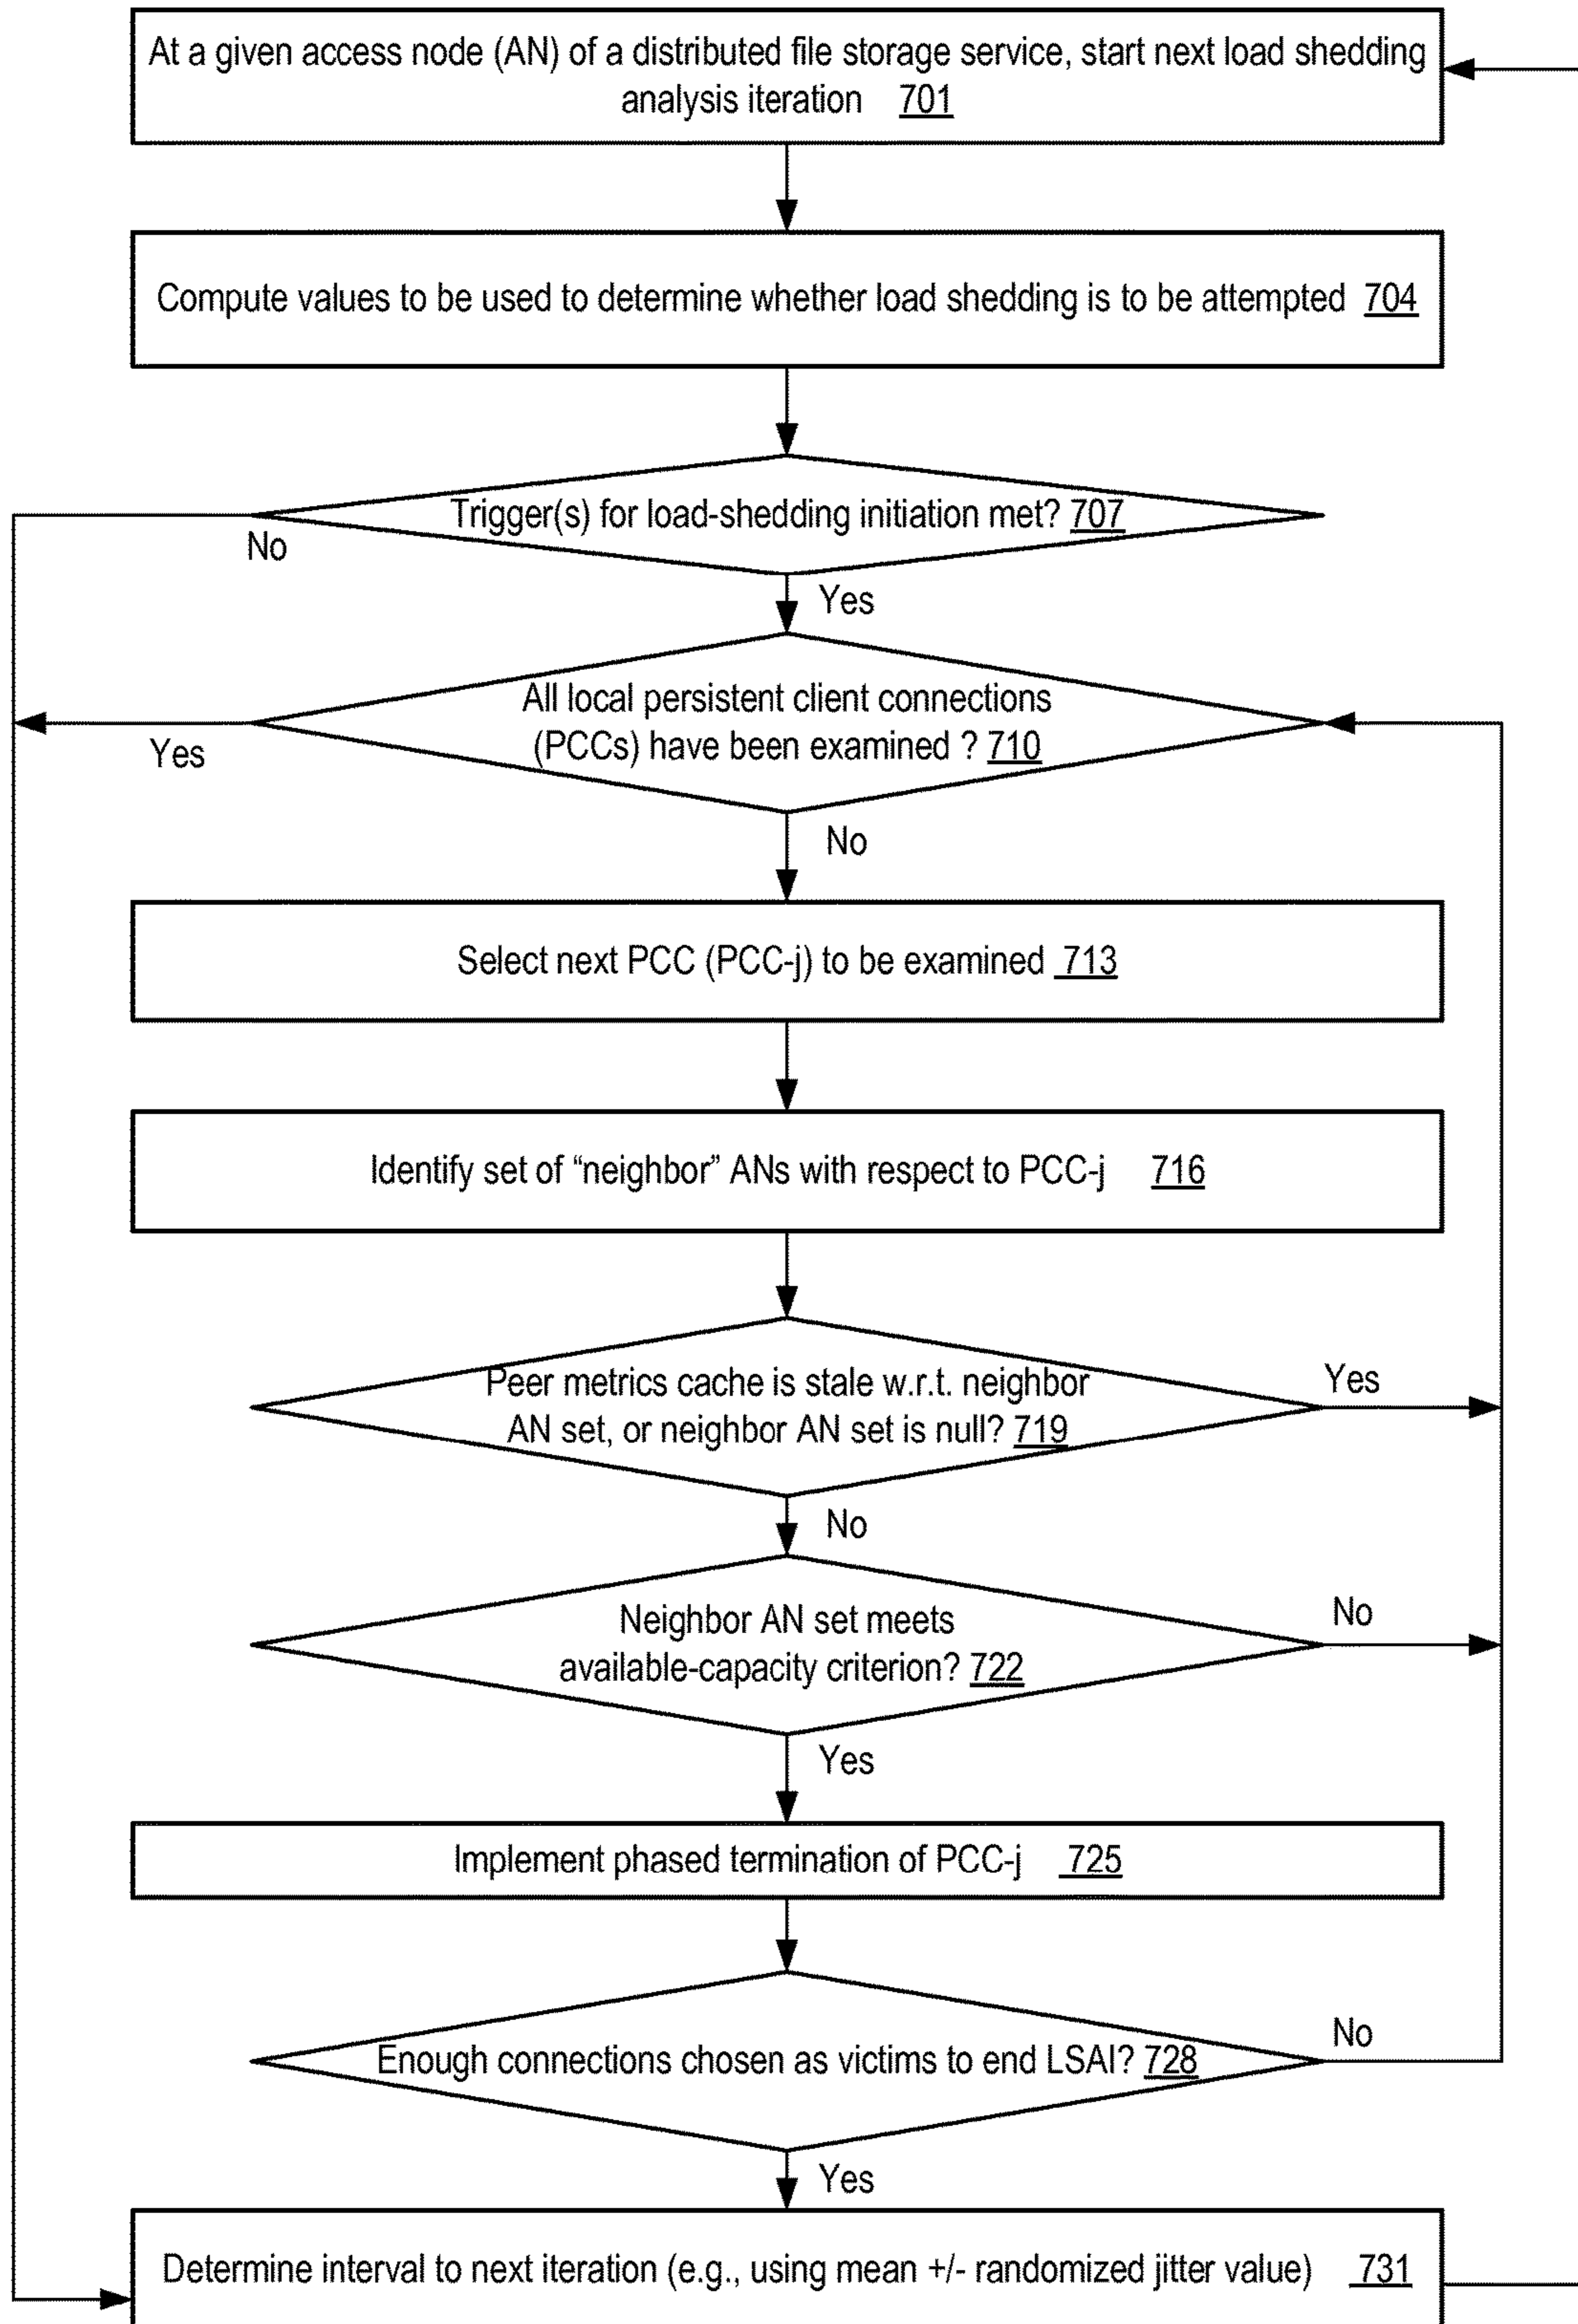 At a given access node (AN) of a distributed file storage service, start next load shedding
analysis iteration 701
Compute values to be used to determine whether load shedding is to be attempted 704
Trigger(s) for load-shedding initiation met? 707
No
Yes
All local persistent client connections
(PCCs) have been examined ? 710
Yes
No
Select next PCC (PCC-j) to be examined 713
Identify set of “neighbor” ANs with respect to PCC-j 716
Peer metrics cache is stale w.r.t. neighbor
AN set, or neighbor AN set is null? 719
Yes
No
Neighbor AN set meets
available-capacity criterion? 722
No
Yes
Implement phased termination of PCC-j 725
Enough connections chosen as victims to end LSAI? 728
No
Yes
Determine interval to next iteration (e.g., using mean +/- randomized jitter value) 731